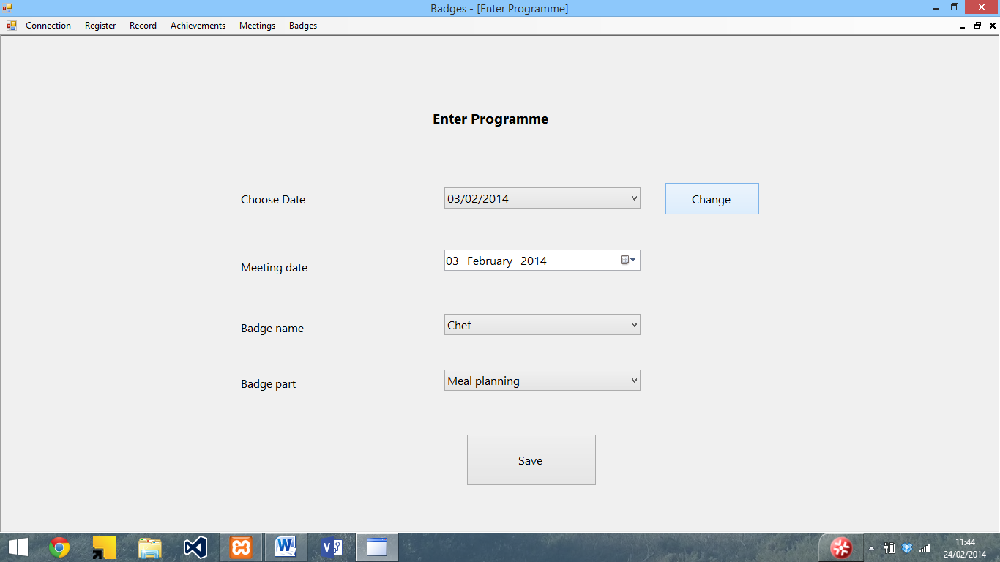 Badges - [Enter Programme]
Connection Register Record Achievements Meetings Badges
Enter Programme
Choose Date 03/02/2014 Change
Meeting date 03 February 2014
Badge name Chef
Badge part Meal planning
Save
11:44
24/02/2014